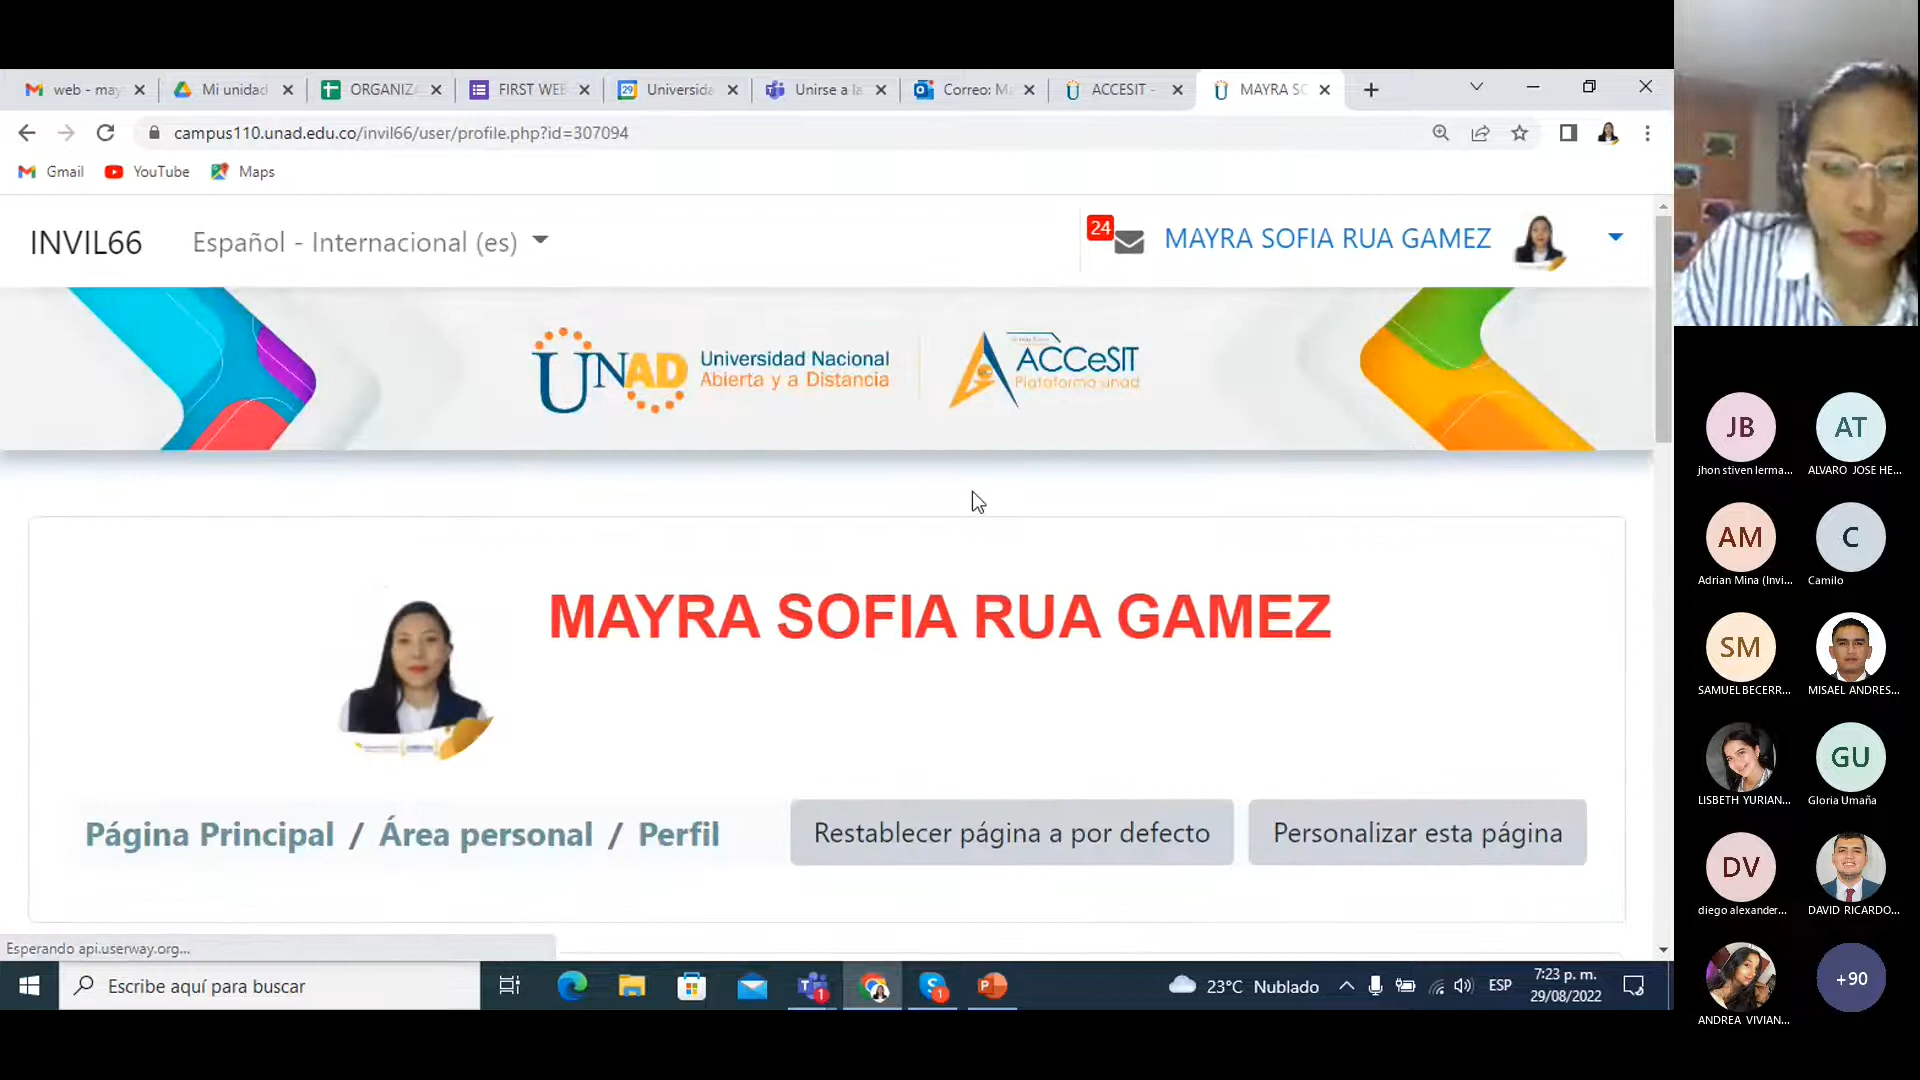 web - may
Mi unidad
ORGANIZA
FIRST WEB
Universida
Unirse a la
Correo: M
ACCESIT -
MAYRA SO
campus110.unad.edu.co/invil66/user/profile.php?id=307094
Gmail
YouTube
Maps
INVIL66
Español - Internacional (es)
24
MAYRA SOFIA RUA GAMEZ
UNAD
Universidad Nacional
Abierta y a Distancia
ACCeSIT
Plataforma unad
MAYRA SOFIA RUA GAMEZ
Página Principal / Área personal / Perfil
Restablecer página a por defecto
Personalizar esta página
Esperando api.userway.org...
Escribe aquí para buscar
23°C Nublado
ESP
7:23 p. m.
29/08/2022
JB
jhon stiven lerma...
AT
ALVARO JOSE HE...
AM
Adrian Mina (Invi...
C
Camilo
SM
SAMUEL BECERR...
MISAEL ANDRES...
LISBETH YURIAN...
GU
Gloria Umaña
DV
diego alexander...
DAVID RICARDO...
ANDREA VIVIAN...
+90